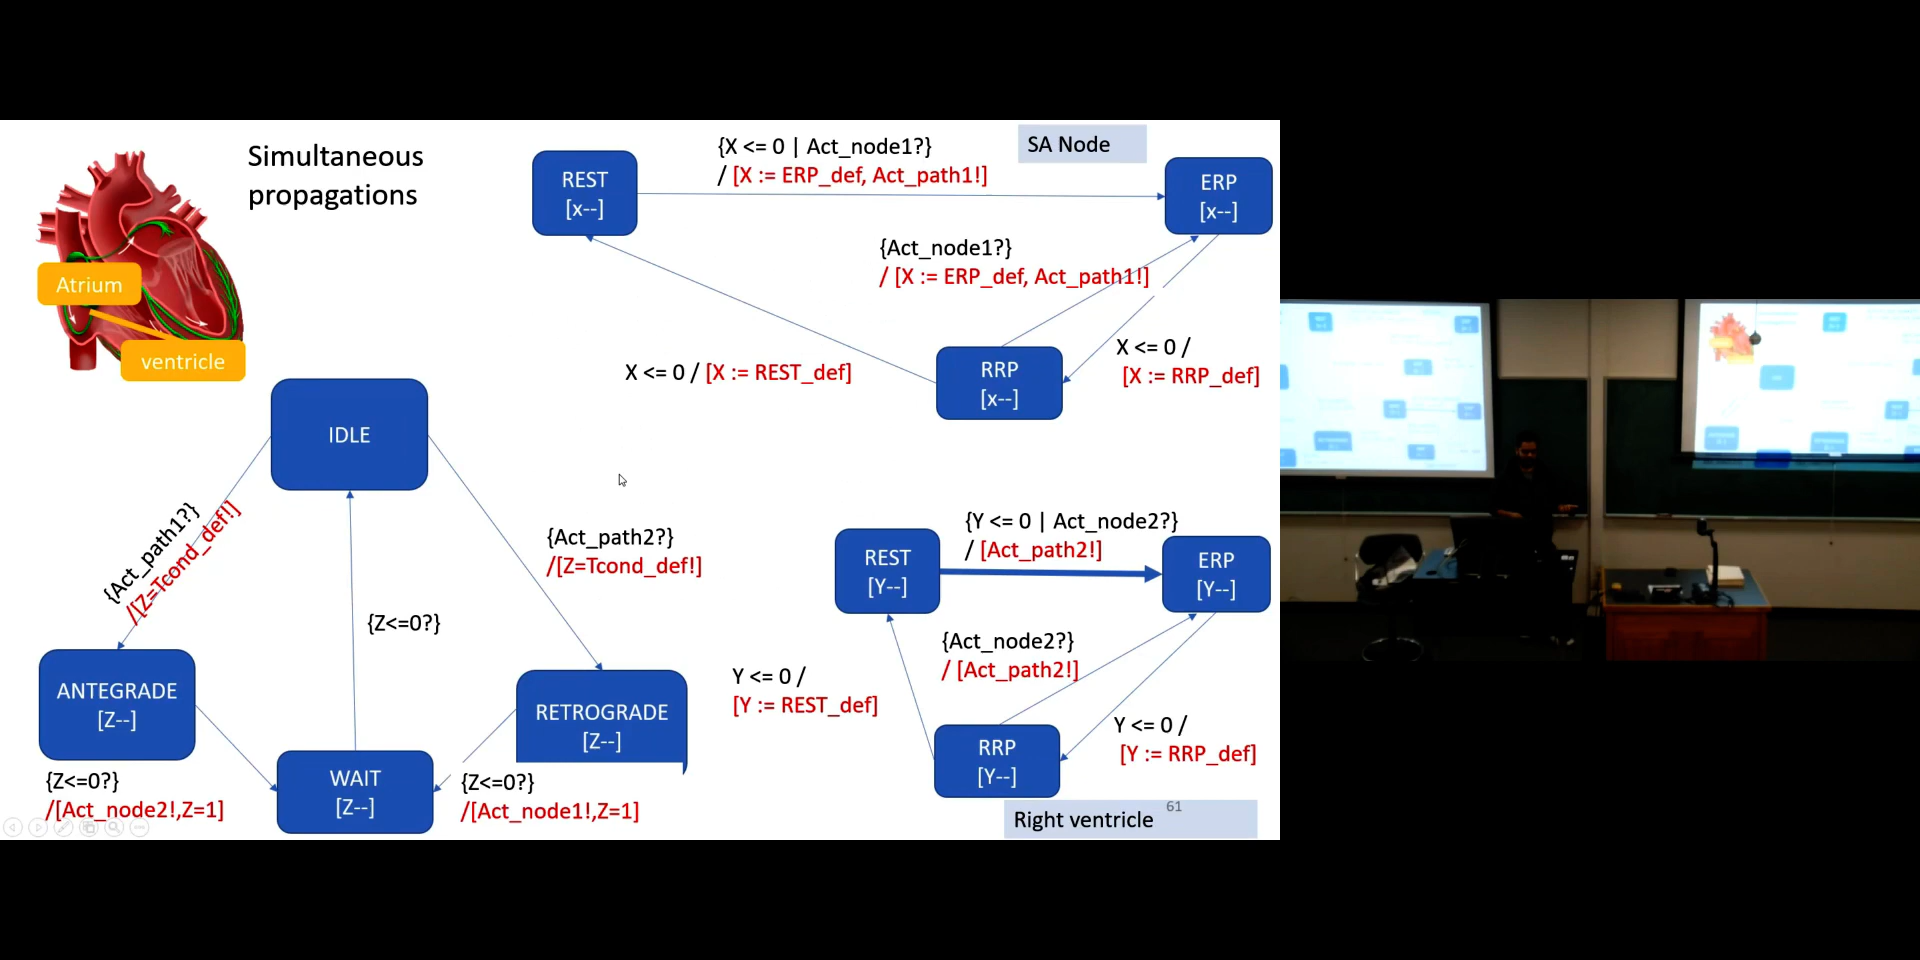 Simultaneous
propagations
Atrium
ventricle
{X <= 0 | Act_node1?}
/ [X := ERP_def, Act_path1!]
SA Node
REST
[x--]
ERP
[x--]
{Act_node1?}
/ [X := ERP_def, Act_path1!]
X <= 0 / [X := REST_def]
RRP
[x--]
X <= 0 /
[X := RRP_def]
IDLE
{Act_path1?}
/[Z=Tcond_def!]
{Act_path2?}
/[Z=Tcond_def!]
{Z<=0?}
ANTEGRADE
[Z--]
RETROGRADE
[Z--]
WAIT
[Z--]
{Z<=0?}
/[Act_node2!,Z=1]
{Z<=0?}
/[Act_node1!,Z=1]
{Y <= 0 | Act_node2?}
/ [Act_path2!]
REST
[Y--]
ERP
[Y--]
{Act_node2?}
/ [Act_path2!]
Y <= 0 /
[Y := REST_def]
RRP
[Y--]
Y <= 0 /
[Y := RRP_def]
Right ventricle
61